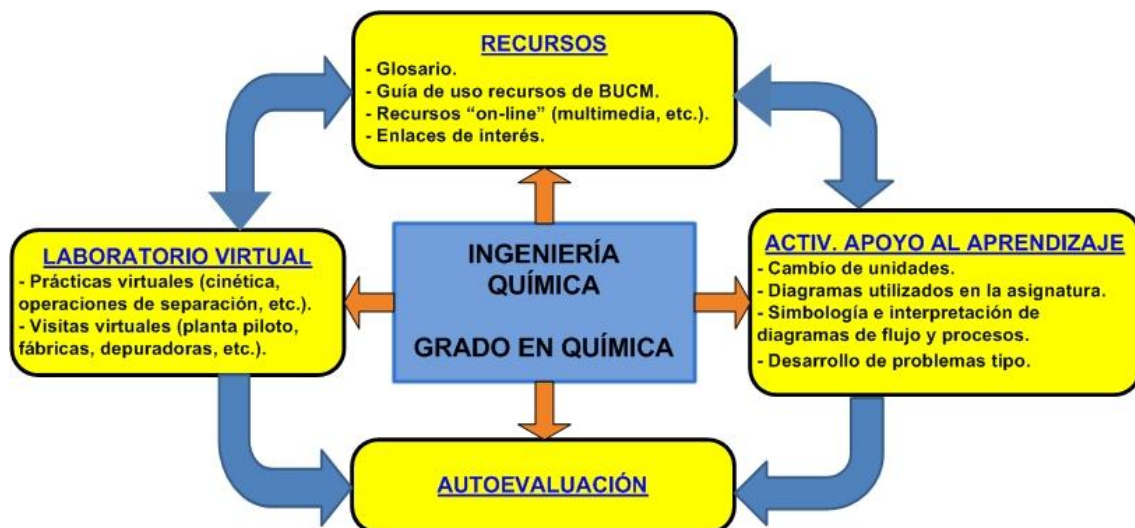 RECURSOS
- Glosario.
- Guía de uso recursos de BUCM.
- Recursos “on-line” (multimedia, etc.).
- Enlaces de interés.
LABORATORIO VIRTUAL
- Prácticas virtuales (cinética,
operaciones de separación, etc.).
- Visitas virtuales (planta piloto,
fábricas, depuradoras, etc.).
INGENIERÍA
QUÍMICA
GRADO EN QUÍMICA
ACTIV. APOYO AL APRENDIZAJE
- Cambio de unidades.
- Diagramas utilizados en la asignatura.
- Simbología e interpretación de
diagramas de flujo y procesos.
- Desarrollo de problemas tipo.
AUTOEVALUACIÓN